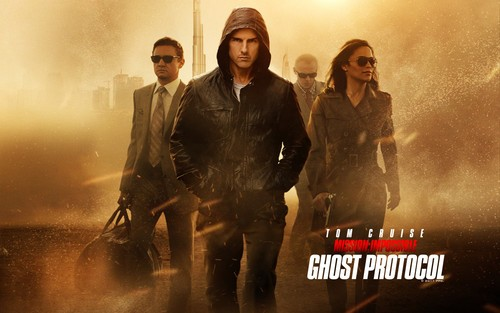 TOM CRUISE
MISSION IMPOSSIBLE
GHOST PROTOCOL